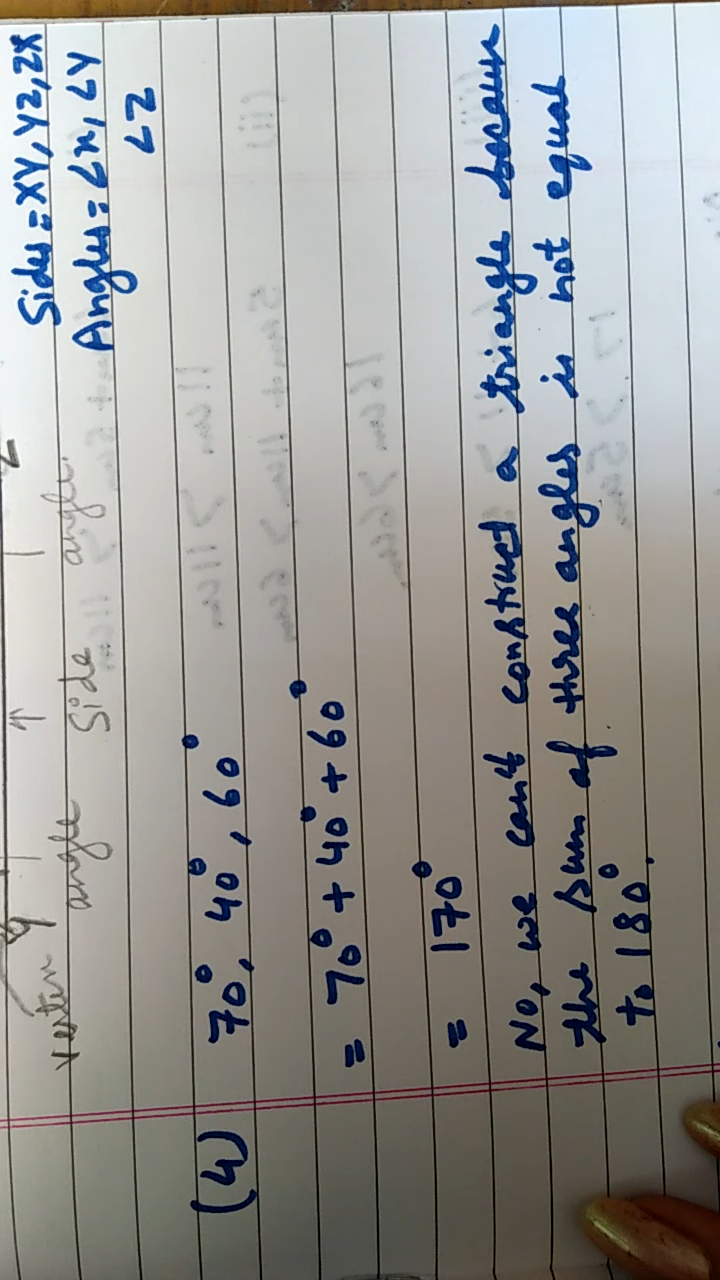 Sides = XY, YZ, ZX
Angles = ∠X, ∠Y
∠Z
angle side angle.
(4) 70°, 40°, 60°
= 70° + 40° + 60°
= 170°
No, we can't construct a triangle because
the sum of three angles is not equal
to 180°.